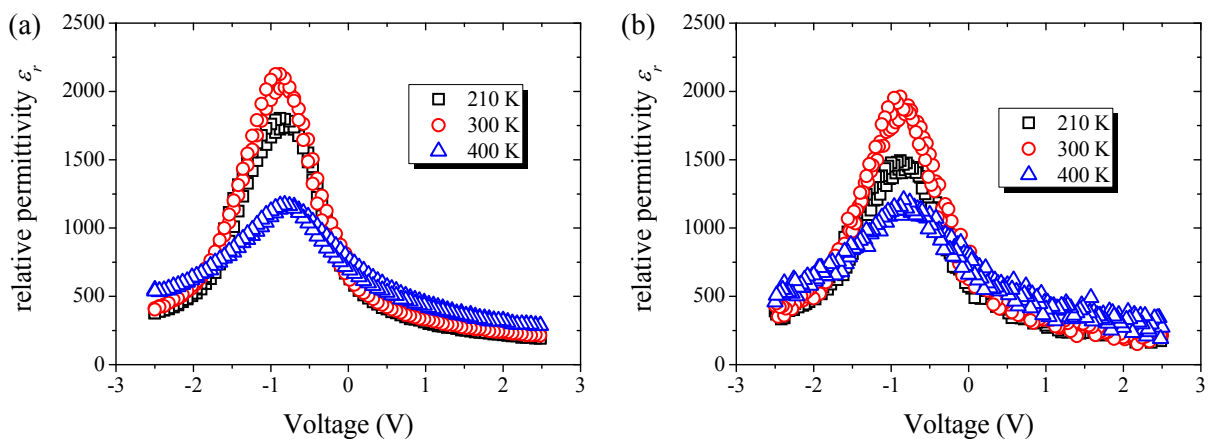 (a)
relative permittivity εr
2500
2000
1500
1000
500
0
210 K
300 K
400 K
-3 -2 -1 0 1 2 3
Voltage (V)
(b)
relative permittivity εr
2500
2000
1500
1000
500
0
210 K
300 K
400 K
-3 -2 -1 0 1 2 3
Voltage (V)